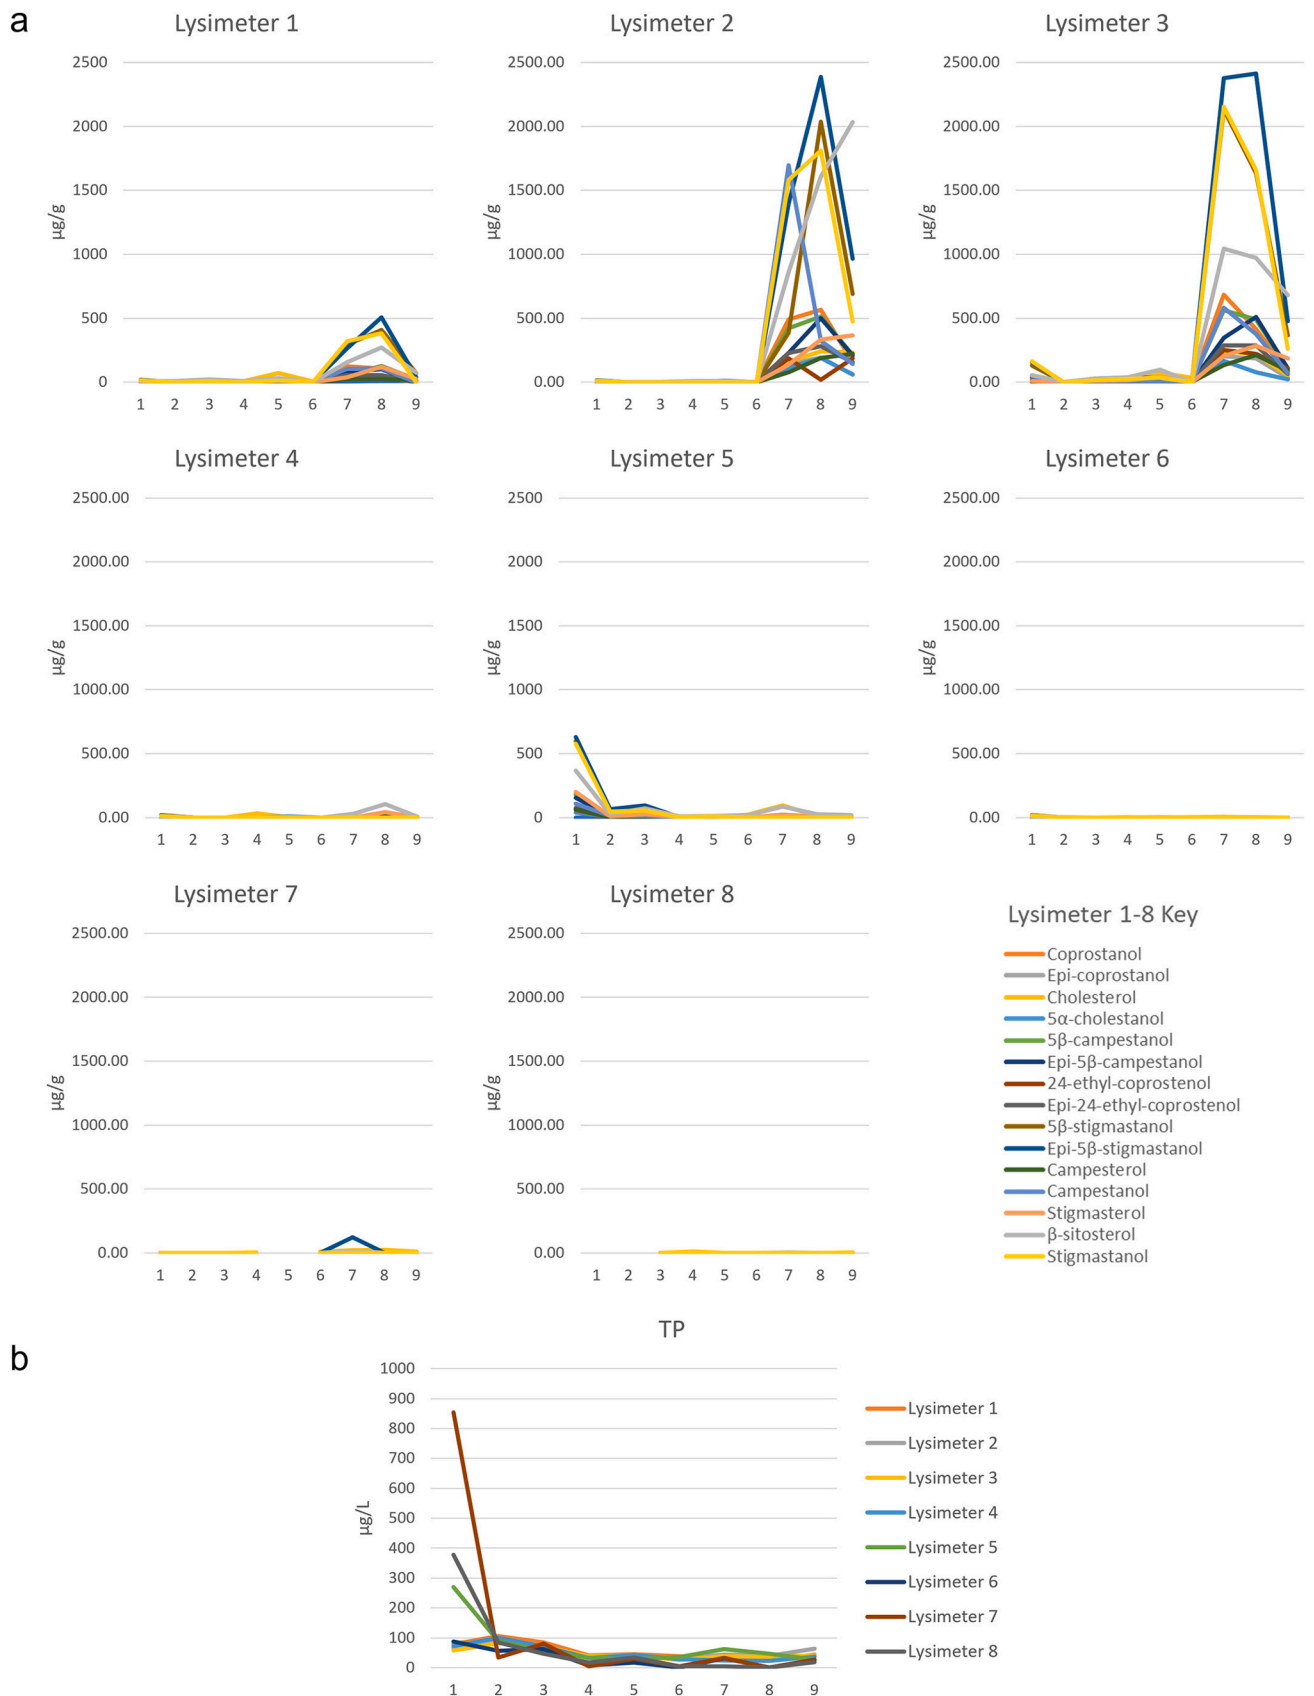 a
Lysimeter 1
Lysimeter 2
Lysimeter 3
2500
2000
1500
1000
500
0
µg/g
1 2 3 4 5 6 7 8 9
2500.00
2000.00
1500.00
1000.00
500.00
0.00
µg/g
1 2 3 4 5 6 7 8 9
2500.00
2000.00
1500.00
1000.00
500.00
0.00
µg/g
1 2 3 4 5 6 7 8 9
Lysimeter 4
Lysimeter 5
Lysimeter 6
2500.00
2000.00
1500.00
1000.00
500.00
0.00
µg/g
1 2 3 4 5 6 7 8 9
2500
2000
1500
1000
500
0
µg/g
1 2 3 4 5 6 7 8 9
2500.00
2000.00
1500.00
1000.00
500.00
0.00
µg/g
1 2 3 4 5 6 7 8 9
Lysimeter 7
Lysimeter 8
2500.00
2000.00
1500.00
1000.00
500.00
0.00
µg/g
1 2 3 4 5 6 7 8 9
2500.00
2000.00
1500.00
1000.00
500.00
0.00
µg/g
1 2 3 4 5 6 7 8 9
Lysimeter 1-8 Key
Coprostanol
Epi-coprostanol
Cholesterol
5α-cholestanol
5β-campestanol
Epi-5β-campestanol
24-ethyl-coprostenol
Epi-24-ethyl-coprostenol
5β-stigmastanol
Epi-5β-stigmastanol
Campesterol
Campestanol
Stigmasterol
β-sitosterol
Stigmastanol
b
TP
1000
900
800
700
600
500
400
300
200
100
0
µg/L
1 2 3 4 5 6 7 8 9
Lysimeter 1
Lysimeter 2
Lysimeter 3
Lysimeter 4
Lysimeter 5
Lysimeter 6
Lysimeter 7
Lysimeter 8